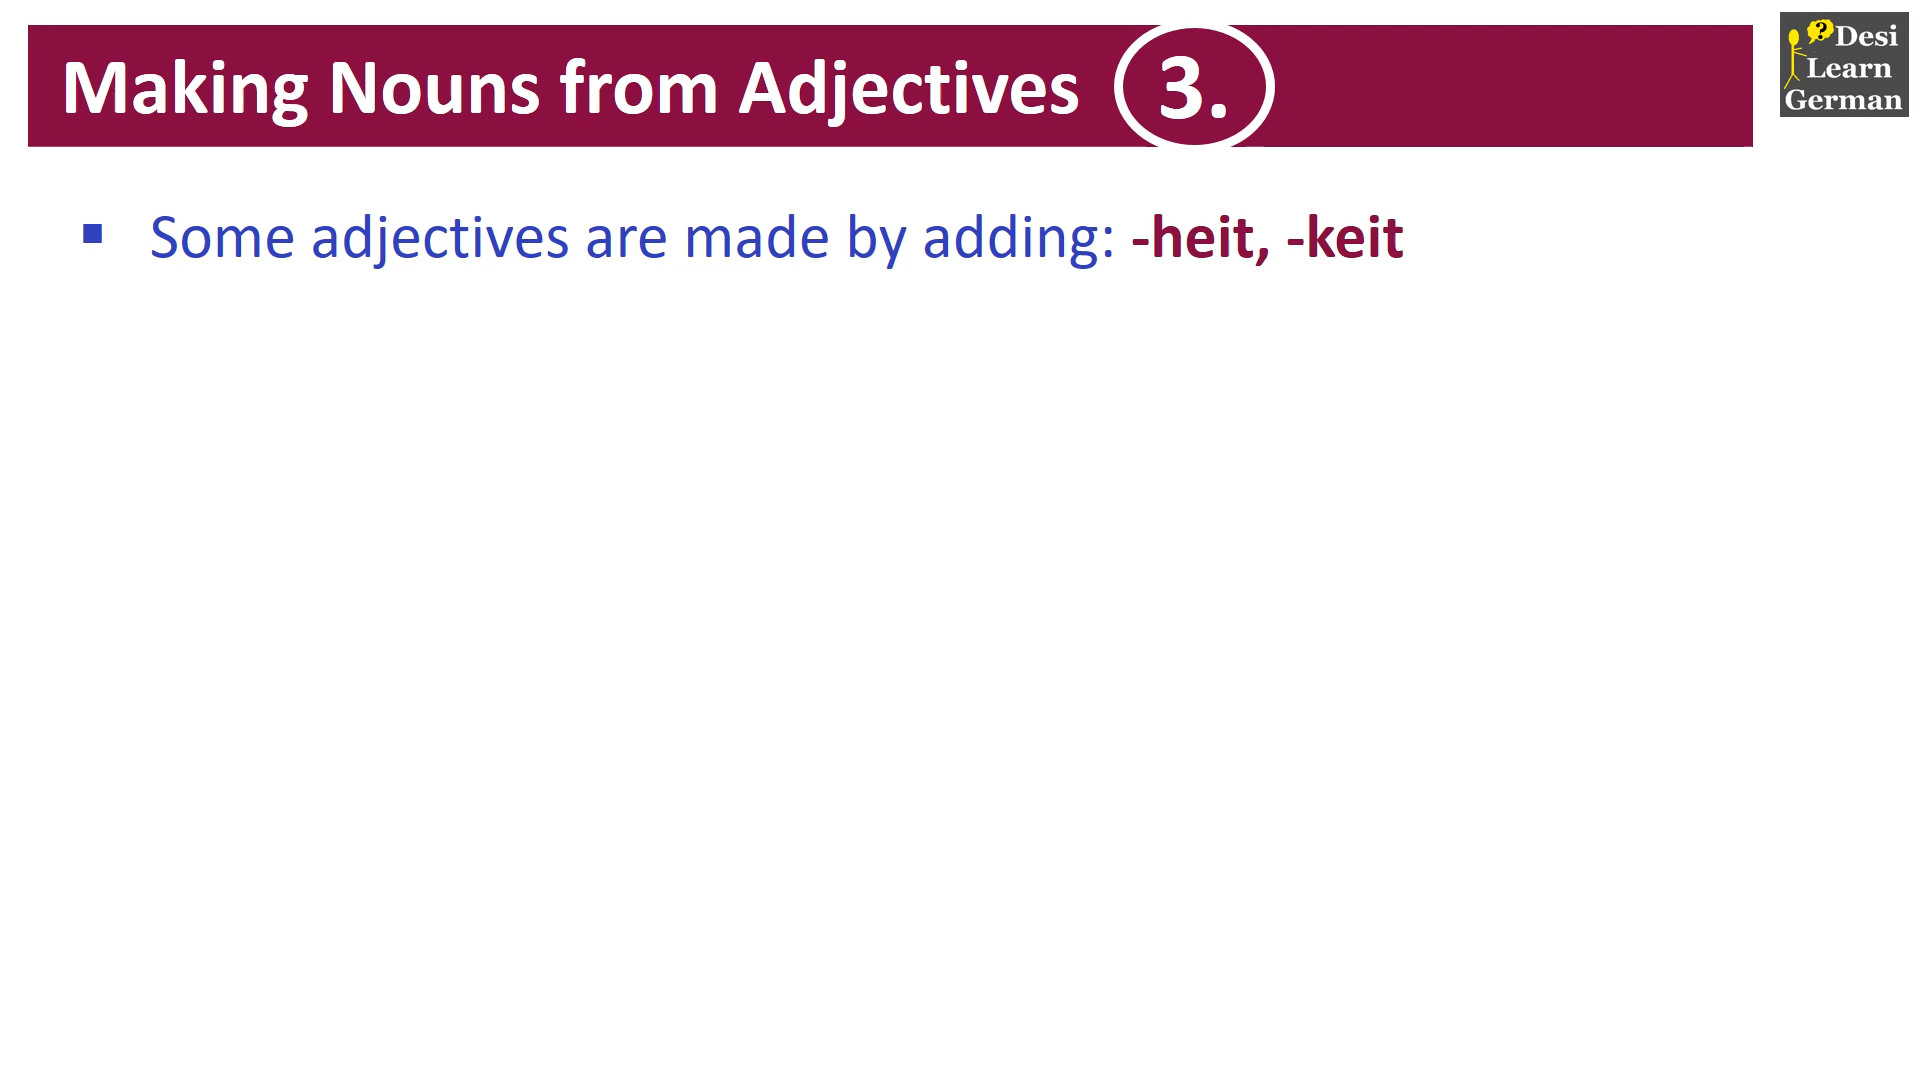 Making Nouns from Adjectives 3.
? Desi
Learn
German
▪ Some adjectives are made by adding: -heit, -keit